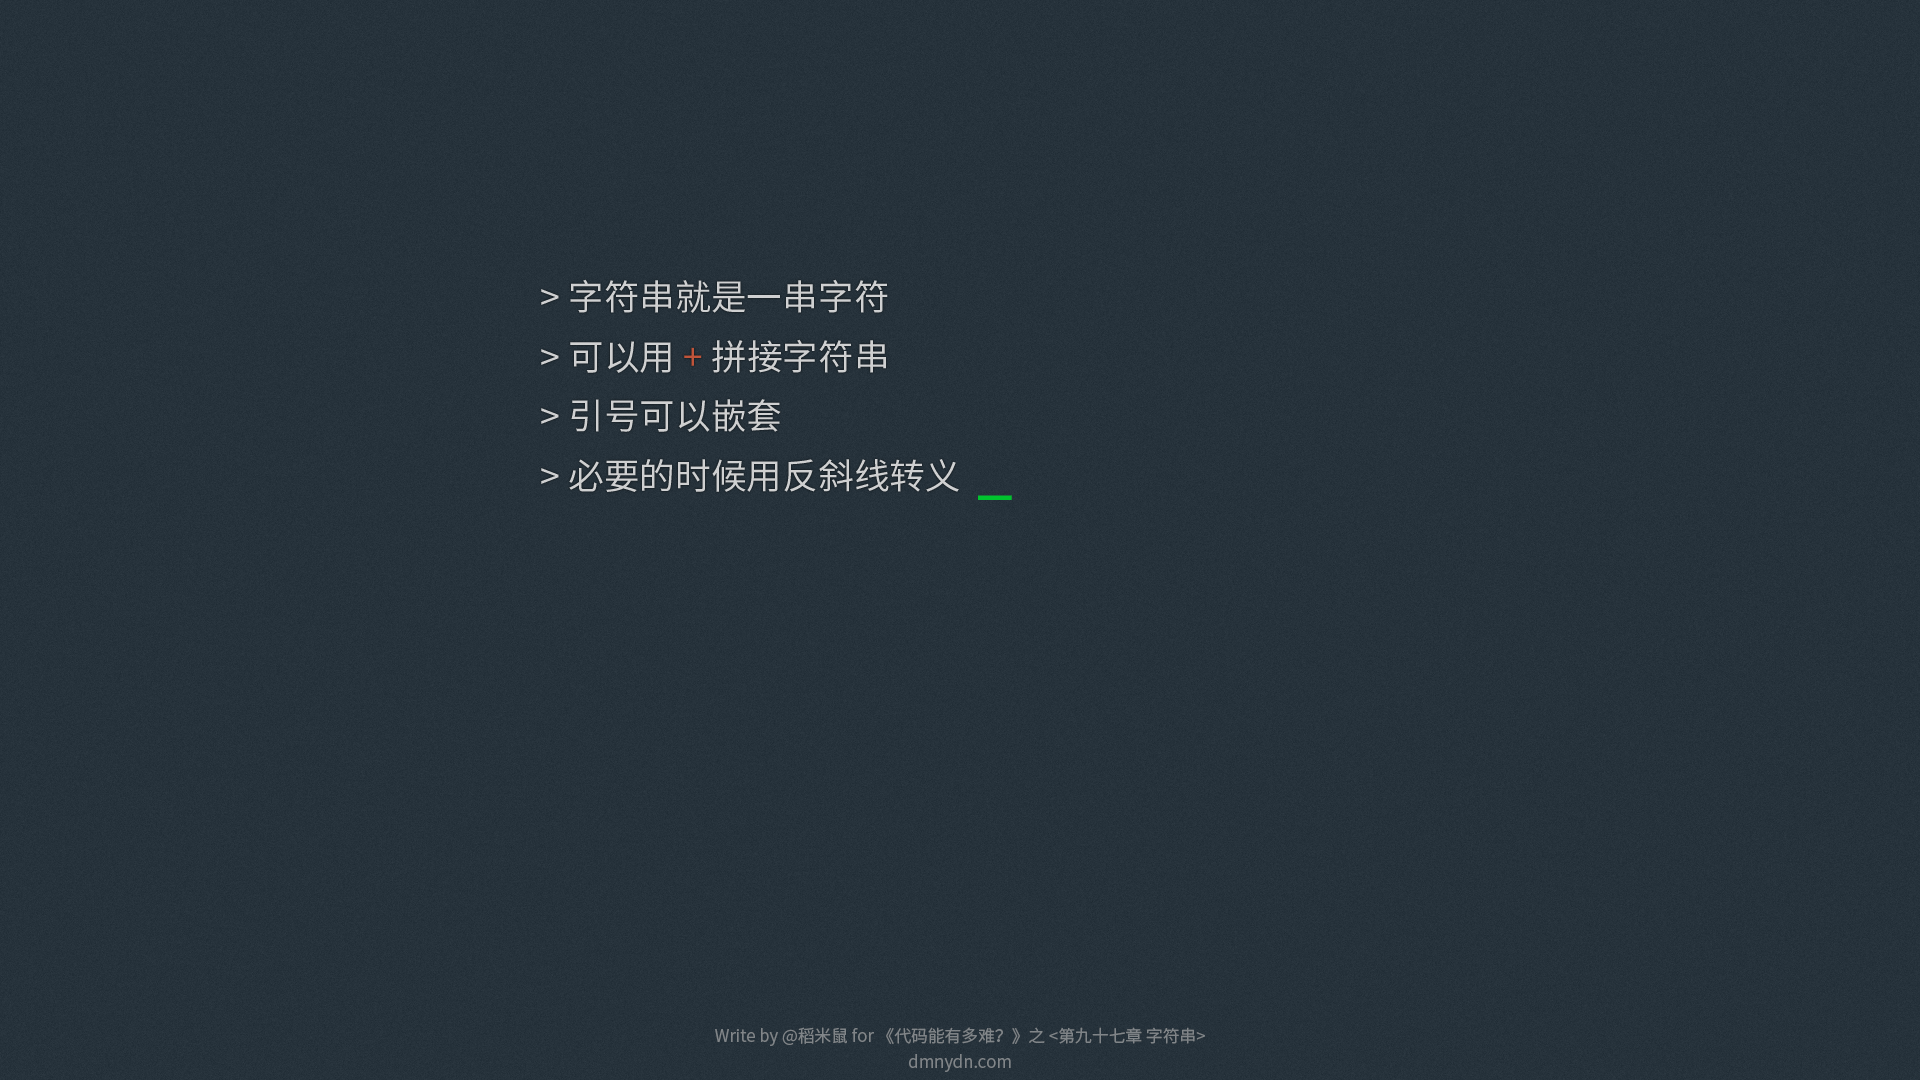 > 字符串就是一串字符
> 可以用 + 拼接字符串
> 引号可以嵌套
> 必要的时候用反斜线转义 _
Write by @稻米鼠 for 《代码能有多难？》之 <第九十七章 字符串>
dmnydn.com